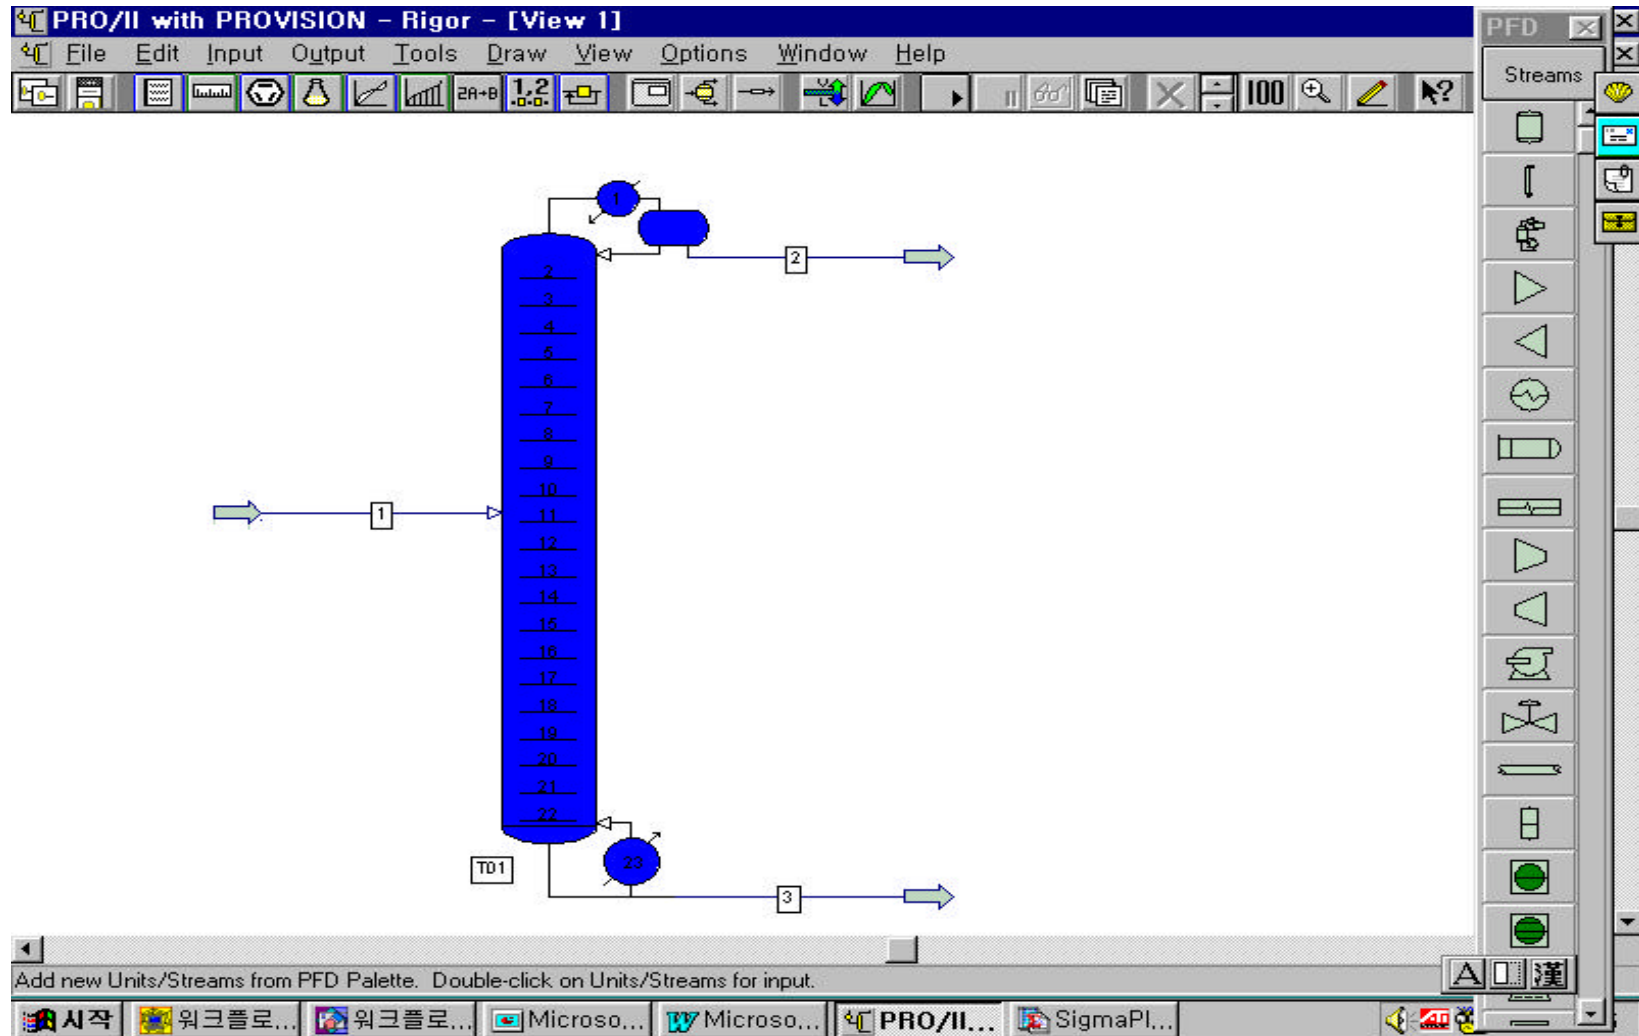 PRO/II with PROVISION - Rigor - [View 1]
PFD
File Edit Input Output Tools Draw View Options Window Help
Streams
2A→B 1,2 100
1
2
2
3
4
5
6
7
8
9
10
1
11
12
13
14
15
16
17
18
19
20
21
22
T01
23
3
Add new Units/Streams from PFD Palette. Double-click on Units/Streams for input.
A 漢
시작 워크플로... 워크플로... Microso... Microso... PRO/II... SigmaPl...